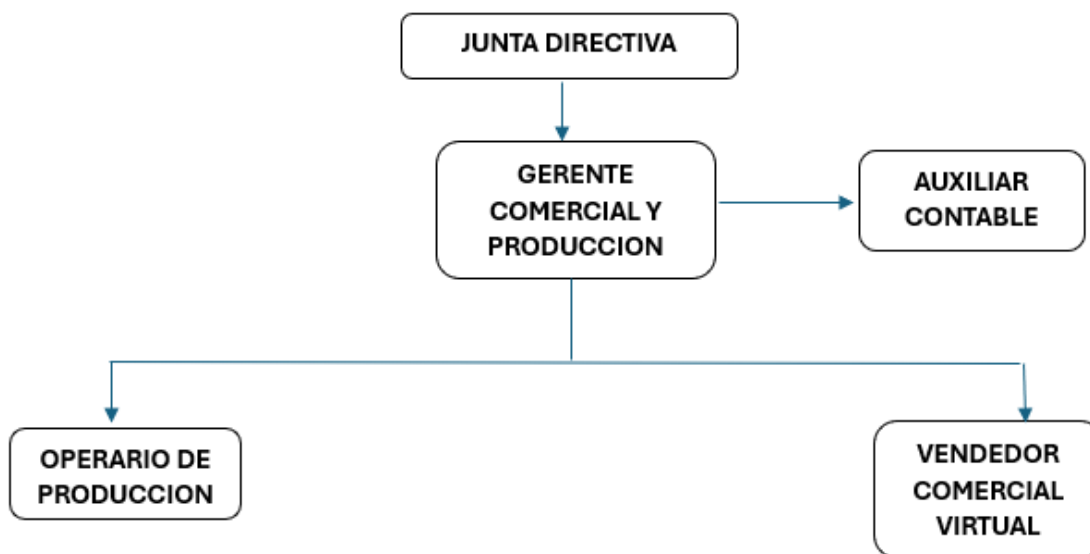 JUNTA DIRECTIVA
GERENTE
COMERCIAL Y
PRODUCCION
AUXILIAR
CONTABLE
OPERARIO DE
PRODUCCION
VENDEDOR
COMERCIAL
VIRTUAL